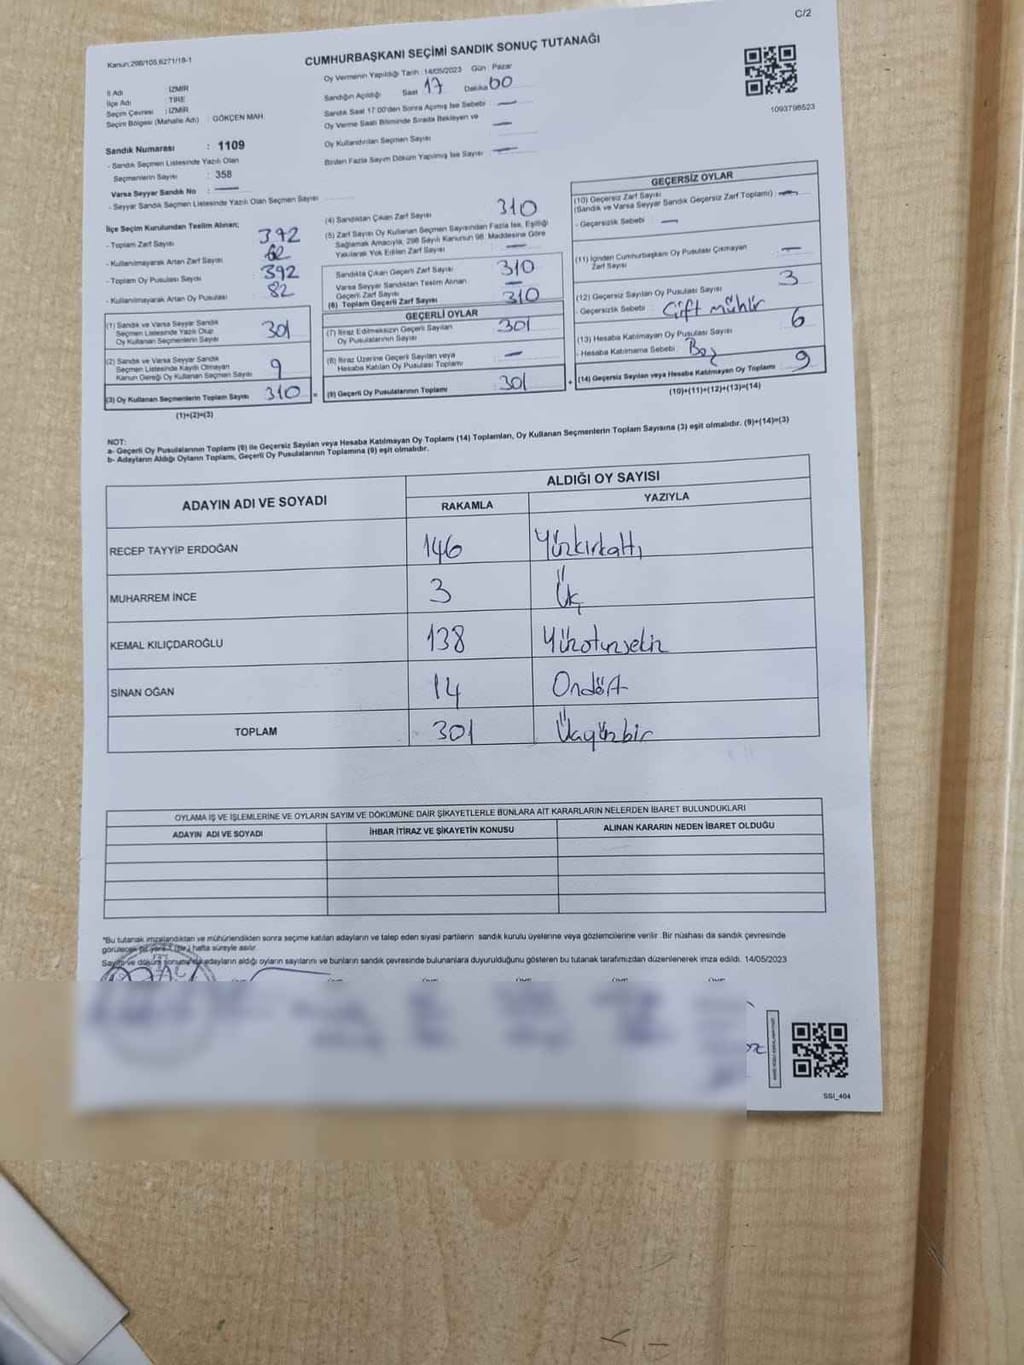 C/2
Kanun:298/105,6271/18-1
CUMHURBAŞKANI SEÇİMİ SANDIK SONUÇ TUTANAĞI
İl Adı : İZMİR
İlçe Adı : TİRE
Seçim Çevresi : İZMİR
Seçim Bölgesi (Mahalle Adı) : GÖKÇEN MAH.
Sandık Numarası : 1109
- Sandık Seçmen Listesinde Yazılı Olan
Seçmenlerin Sayısı : 358
Varsa Seyyar Sandık No : —
- Seyyar Sandık Seçmen Listesinde Yazılı Olan Seçmen Sayısı
Oy Vermenin Yapıldığı Tarih :14/05/2023 Gün : Pazar
Sandığın Açıldığı Saat 17 Dakika 00
Sandık Saat 17.00'den Sonra Açımış İse Sebebi —
Oy Verme Saati Bitiminde Sırada Bekleyen ve
Oy Kullandırılan Seçmen Sayısı —
Birden Fazla Sayım Döküm Yapılmış İse Sayısı —
1093798523
İlçe Seçim Kurulundan Teslim Alınan;
- Toplam Zarf Sayısı 392
- Kullanılmayarak Artan Zarf Sayısı 82
- Toplam Oy Pusulası Sayısı 392
- Kullanılmayarak Artan Oy Pusulası 82
(1) Sandık ve Varsa Seyyar Sandık
Seçmen Listesinde Yazılı Olup
Oy Kullanan Seçmenlerin Sayısı 301
(2) Sandık ve Varsa Seyyar Sandık
Seçmen Listesinde Kayıtlı Olmayan
Kanun Gereği Oy Kullanan Seçmen Sayısı 9
(3) Oy Kullanan Seçmenlerin Toplam Sayısı 310 =
(1)+(2)=(3)
(4) Sandıktan Çıkan Zarf Sayısı 310
(5) Zarf Sayısı Oy Kullanan Seçmen Sayısından Fazla İse, Eşitliği
Sağlamak Amacıyla, 298 Sayılı Kanunun 98. Maddesine Göre
Yakılarak Yok Edilen Zarf Sayısı —
Sandıkta Çıkan Geçerli Zarf Sayısı 310
Varsa Seyyar Sandıktan Teslim Alınan
Geçerli Zarf Sayısı —
(6) Toplam Geçerli Zarf Sayısı 310
GEÇERLİ OYLAR
(7) İtiraz Edilmeksizin Geçerli Sayılan
Oy Pusulalarının Sayısı 301
(8) İtiraz Üzerine Geçerli Sayılan veya
Hesaba Katılan Oy Pusulası Toplamı —
(9) Geçerli Oy Pusulalarının Toplamı 301 +
GEÇERSİZ OYLAR
(10) Geçersiz Zarf Sayısı
(Sandık ve Varsa Seyyar Sandık Geçersiz Zarf Toplamı) —
- Geçersizlik Sebebi : —
(11) İçinden Cumhurbaşkanı Oy Pusulası Çıkmayan
Zarf Sayısı —
(12) Geçersiz Sayılan Oy Pusulası Sayısı 3
- Geçersizlik Sebebi : Çift mühür
(13) Hesaba Katılmayan Oy Pusulası Sayısı 6
- Hesaba Katılmama Sebebi : Boş
(14) Geçersiz Sayılan veya Hesaba Katılmayan Oy Toplamı 9
(10)+(11)+(12)+(13)=(14)
NOT:
a- Geçerli Oy Pusulalarının Toplamı (9) ile Geçersiz Sayılan veya Hesaba Katılmayan Oy Toplamı (14) Toplamları, Oy Kullanan Seçmenlerin Toplam Sayısına (3) eşit olmalıdır. (9)+(14)=(3)
b- Adayların Aldığı Oyların Toplamı, Geçerli Oy Pusulalarının Toplamına (9) eşit olmalıdır.
ADAYIN ADI VE SOYADI
ALDIĞI OY SAYISI
RAKAMLA YAZIYLA
RECEP TAYYİP ERDOĞAN 146 Yüzkırkaltı
MUHARREM İNCE 3 Üç
KEMAL KILIÇDAROĞLU 138 Yüzotuzsekiz
SİNAN OĞAN 14 Ondört
TOPLAM 301 Üçyüzbir
OYLAMA İŞ VE İŞLEMLERİNE VE OYLARIN SAYIM VE DÖKÜMÜNE DAİR ŞİKAYETLERLE BUNLARA AİT KARARLARIN NELERDEN İBARET BULUNDUKLARI
ADAYIN ADI VE SOYADI İHBAR İTİRAZ VE ŞİKAYETİN KONUSU ALINAN KARARIN NEDEN İBARET OLDUĞU
*Bu tutanak imzalandıktan ve mühürlendikten sonra seçime katılan adayların ve talep eden siyasi partilerin sandık kurulu üyelerine veya gözlemcilerine verilir. Bir nüshası da sandık çevresinde
görülecek bir yere 1 (Bir) hafta süreyle asılır.
Sayım ve döküm sonunda adayların aldığı oyların sayılarını ve bunların sandık çevresinde bulunanlara duyurulduğunu gösteren bu tutanak tarafımızdan düzenlenerek imza edildi. 14/05/2023
SSI_404